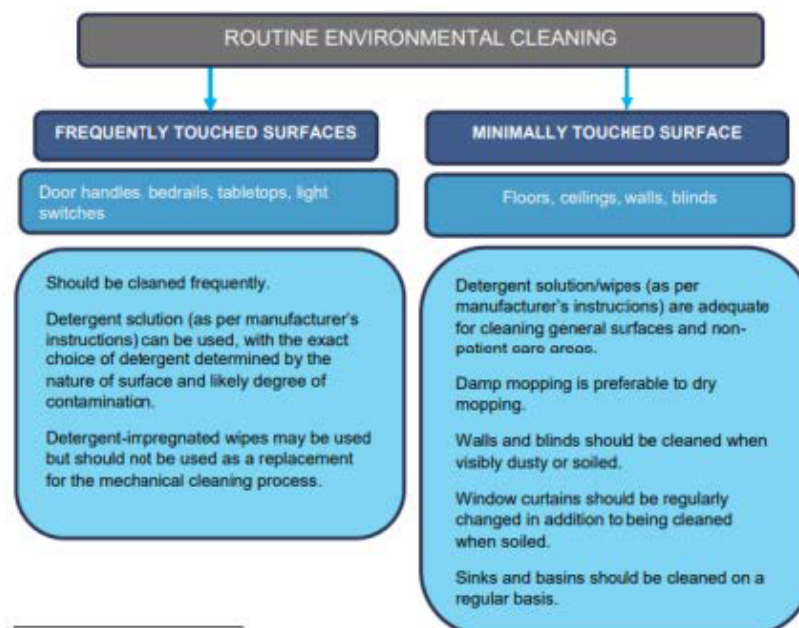 ROUTINE ENVIRONMENTAL CLEANING
FREQUENTLY TOUCHED SURFACES
Door handles, bedrails, tabletops, light
switches
Should be cleaned frequently.
Detergent solution (as per manufacturer's
instructions) can be used, with the exact
choice of detergent determined by the
nature of surface and likely degree of
contamination.
Detergent-impregnated wipes may be used
but should not be used as a replacement
for the mechanical cleaning process.
MINIMALLY TOUCHED SURFACE
Floors, ceilings, walls, blinds
Detergent solution/wipes (as per
manufacturer's instructions) are adequate
for cleaning general surfaces and non-
patient care areas.
Damp mopping is preferable to dry
mopping.
Walls and blinds should be cleaned when
visibly dusty or soiled.
Window curtains should be regularly
changed in addition to being cleaned
when soiled.
Sinks and basins should be cleaned on a
regular basis.